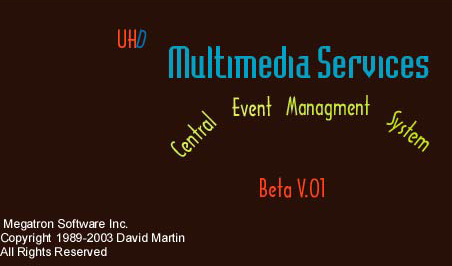 UHD
Multimedia Services
Central Event Managment System
Beta V.01
Megatron Software Inc.
Copyright 1989-2003 David Martin
All Rights Reserved